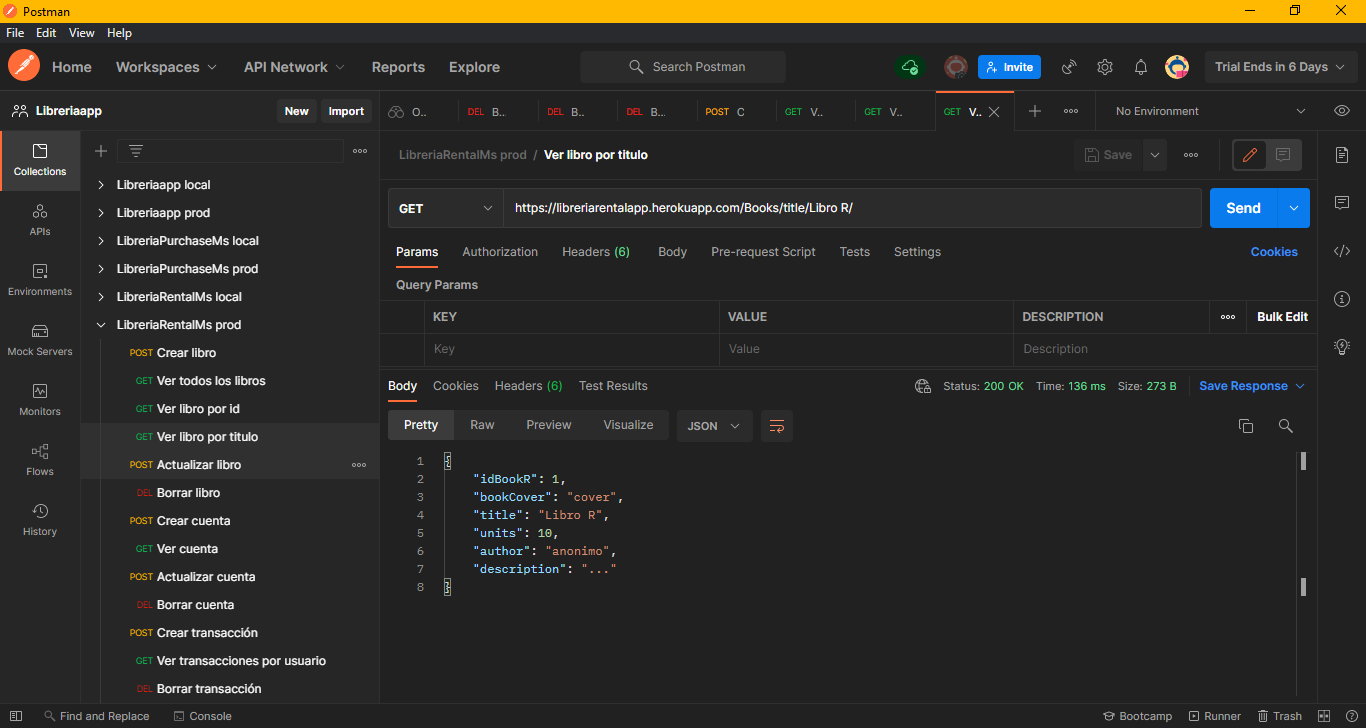 Postman
File Edit View Help
Home Workspaces API Network Reports Explore Search Postman Invite Trial Ends in 6 Days
Libreriaapp New Import
O.. DEL B.. DEL B.. DEL B.. POST C GET V.. GET V.. GET V.. No Environment
Collections
APIs
Environments
Mock Servers
Monitors
Flows
History
Libreriaapp local
Libreriaapp prod
LibreriaPurchaseMs local
LibreriaPurchaseMs prod
LibreriaRentalMs local
LibreriaRentalMs prod
POST Crear libro
GET Ver todos los libros
GET Ver libro por id
GET Ver libro por titulo
POST Actualizar libro
DEL Borrar libro
POST Crear cuenta
GET Ver cuenta
POST Actualizar cuenta
DEL Borrar cuenta
POST Crear transacción
GET Ver transacciones por usuario
DEL Borrar transacción
LibreriaRentalMs prod / Ver libro por titulo Save
GET https://libreriarentalapp.herokuapp.com/Books/title/Libro R/ Send
Params Authorization Headers (6) Body Pre-request Script Tests Settings Cookies
Query Params
KEY VALUE DESCRIPTION Bulk Edit
Key Value Description
Body Cookies Headers (6) Test Results Status: 200 OK Time: 136 ms Size: 273 B Save Response
Pretty Raw Preview Visualize JSON
1 {
2 "idBookR": 1,
3 "bookCover": "cover",
4 "title": "Libro R",
5 "units": 10,
6 "author": "anonimo",
7 "description": "..."
8 }
Find and Replace Console Bootcamp Runner Trash